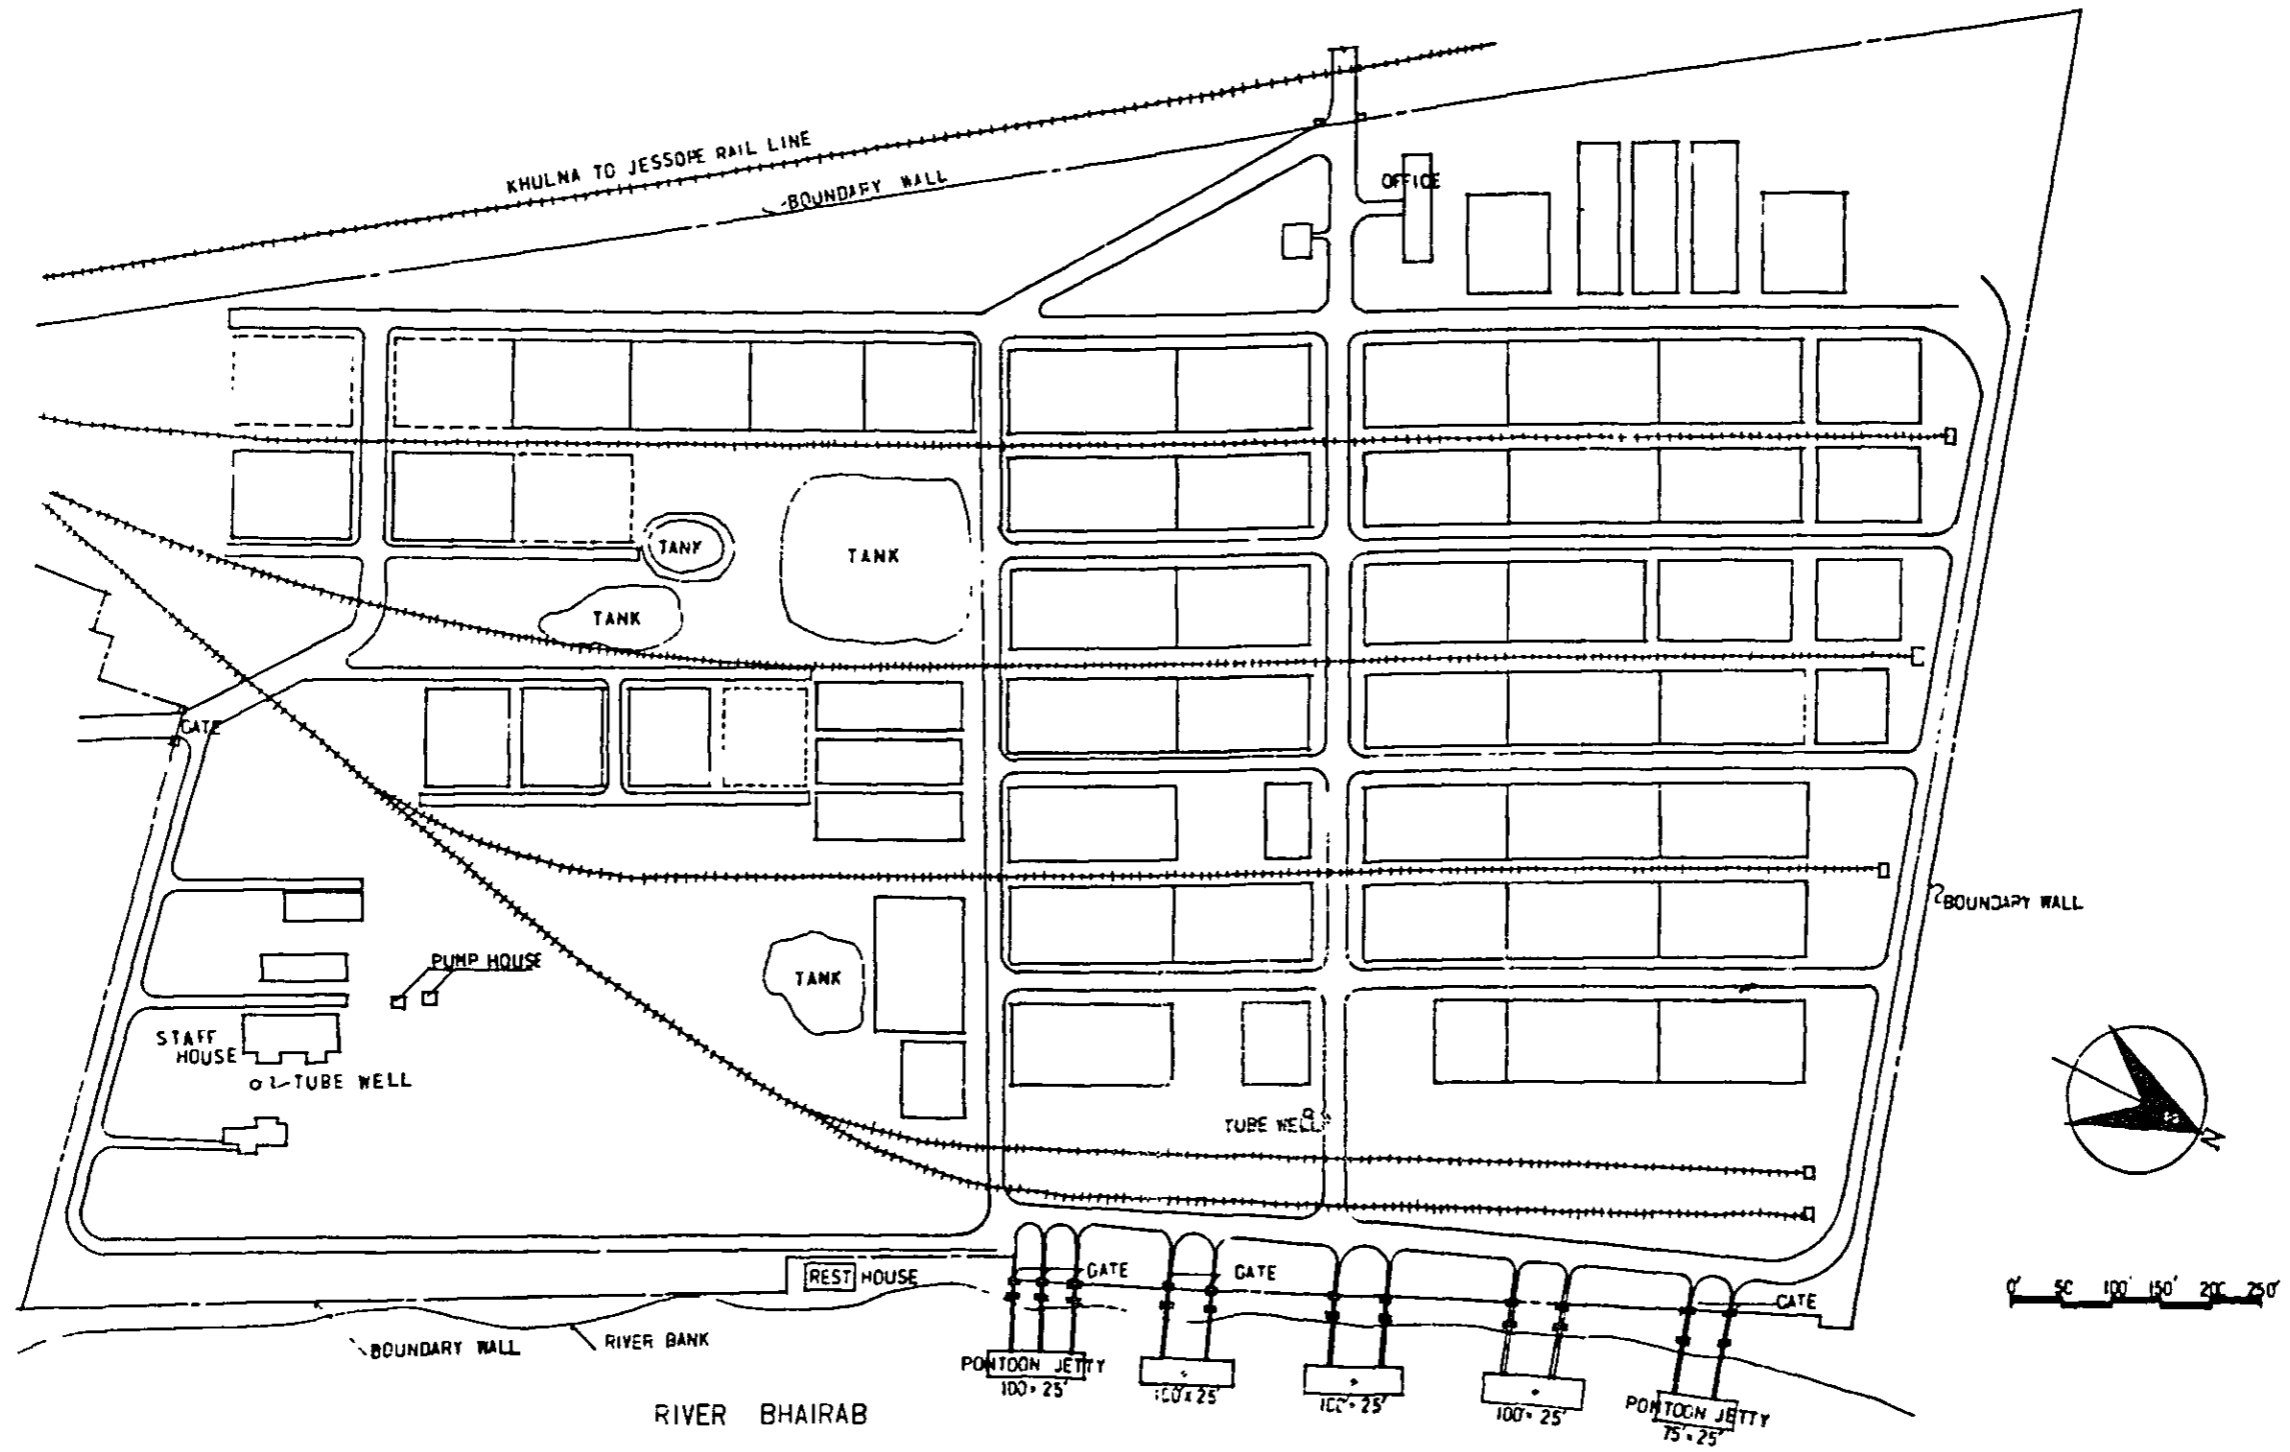 KHULNA TO JESSOPE RAIL LINE
BOUNDARY WALL
OFFICE
TANK
TANK
TANK
GATE
BOUNDARY WALL
PUMP HOUSE
TANK
STAFF
HOUSE
TUBE WELL
TUBE WELL
N
REST HOUSE
GATE
GATE
GATE
0' 50 100' 150' 200 250'
BOUNDARY WALL
RIVER BANK
PONTOON JETTY
100 × 25'
100' × 25'
100' × 25'
100' × 25'
PONTOON JETTY
75' × 25'
RIVER BHAIRAB